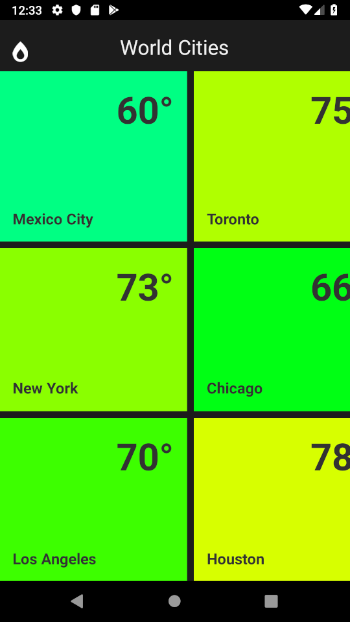 12:33
World Cities
60°
Mexico City
75
Toronto
73°
New York
66
Chicago
70°
Los Angeles
78
Houston